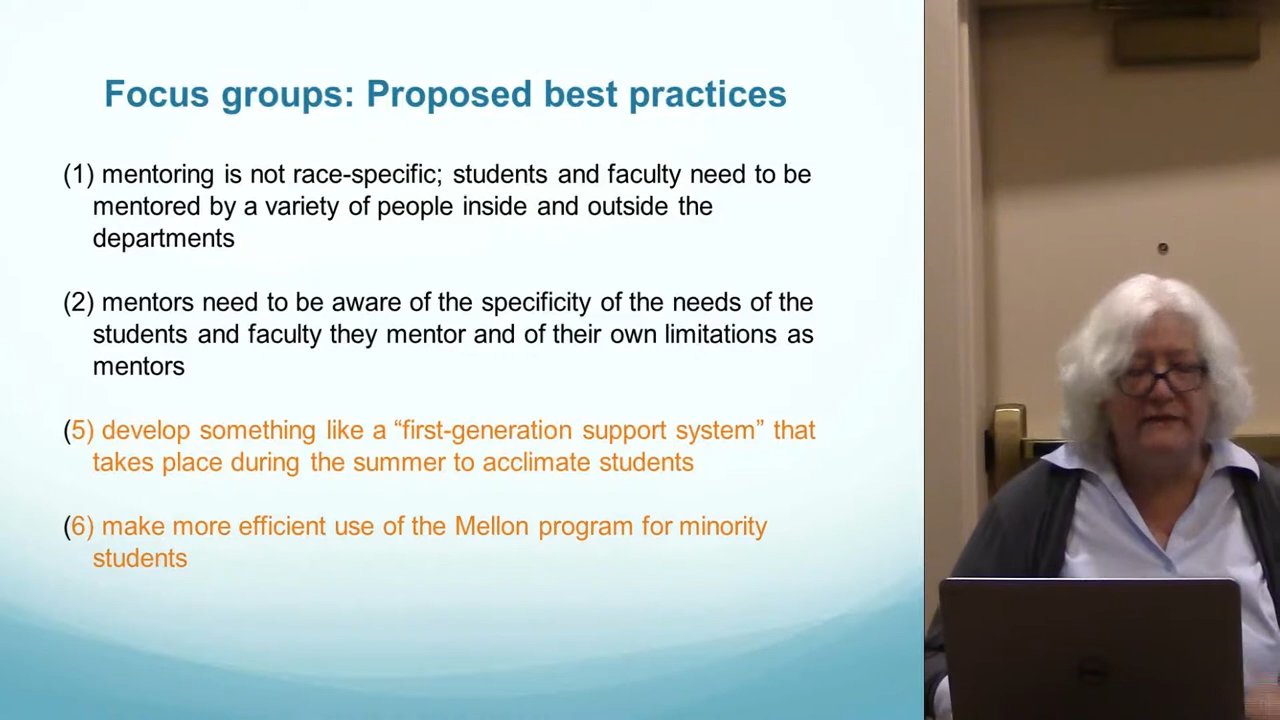 Focus groups: Proposed best practices
(1) mentoring is not race-specific; students and faculty need to be
mentored by a variety of people inside and outside the
departments
(2) mentors need to be aware of the specificity of the needs of the
students and faculty they mentor and of their own limitations as
mentors
(5) develop something like a “first-generation support system” that
takes place during the summer to acclimate students
(6) make more efficient use of the Mellon program for minority
students